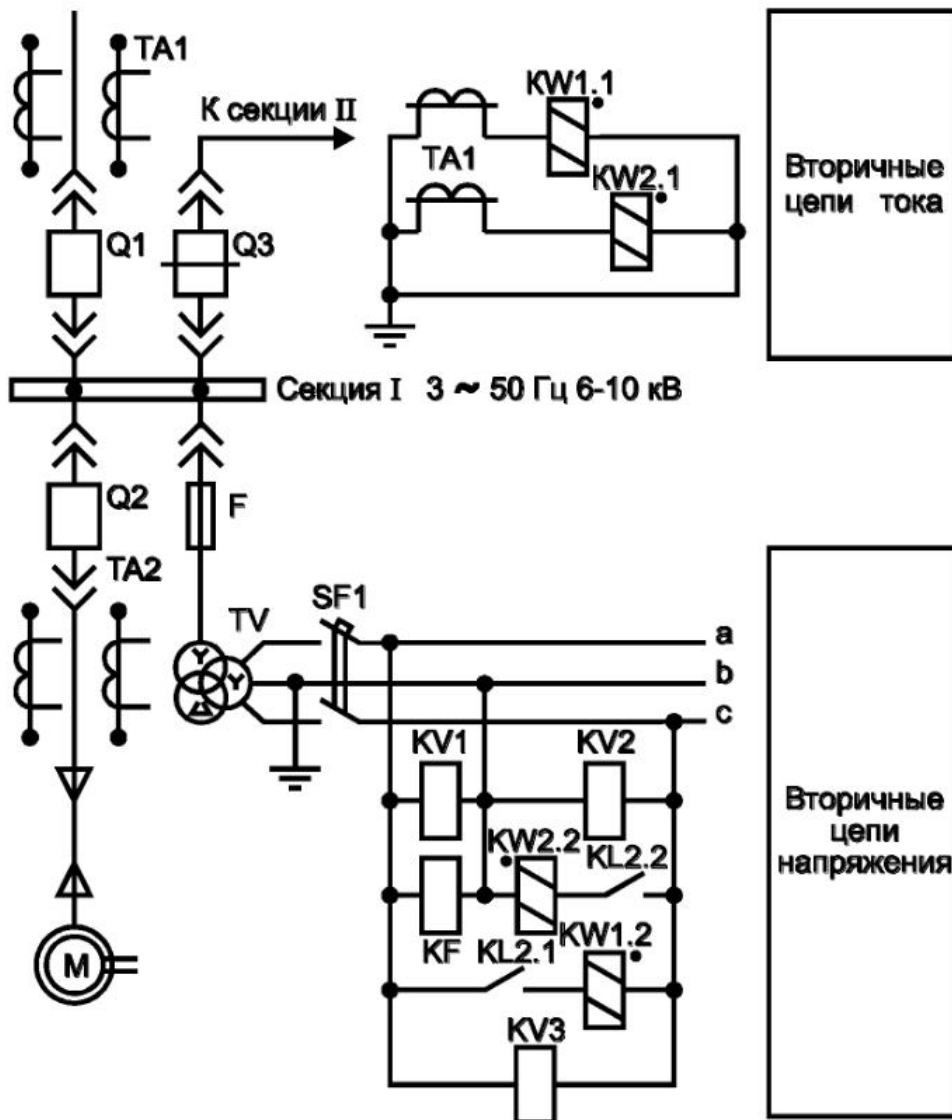 TA1
К секции II
KW1.1
TA1
KW2.1
Вторичные
цепи тока
Q1
Q3
Секция I 3 ~ 50 Гц 6-10 кВ
Q2
F
TA2
TV
SF1
a
b
c
Y
Y
Δ
KV1
KV2
KW2.2
KL2.2
KF
KL2.1
KW1.2
M
KV3
Вторичные
цепи
напряжения